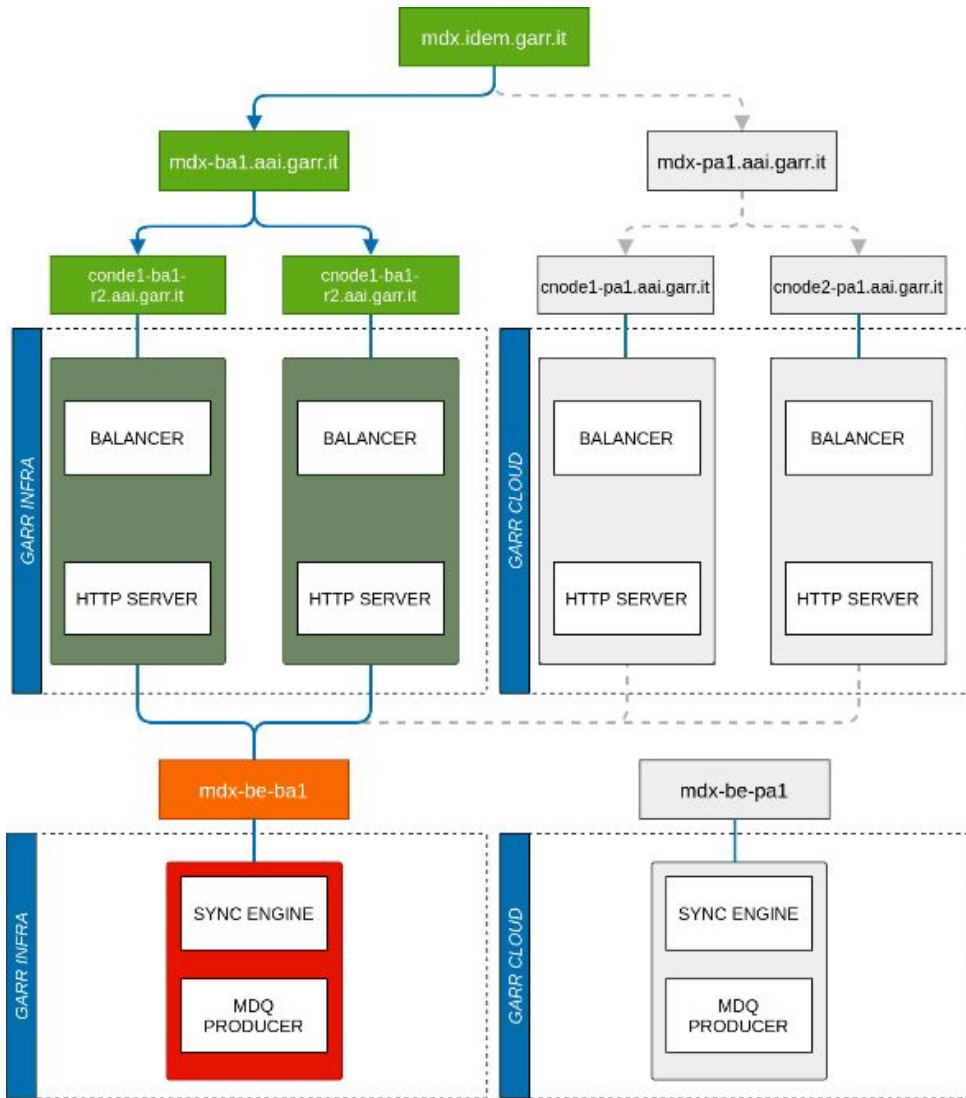 mdx.idem.garr.it
mdx-ba1.aai.garr.it
mdx-pa1.aai.garr.it
conde1-ba1-
r2.aai.garr.it
cnode1-ba1-
r2.aai.garr.it
cnode1-pa1.aai.garr.it
cnode2-pa1.aai.garr.it
GARR INFRA
BALANCER
HTTP SERVER
BALANCER
HTTP SERVER
GARR CLOUD
BALANCER
HTTP SERVER
BALANCER
HTTP SERVER
mdx-be-ba1
mdx-be-pa1
GARR INFRA
SYNC ENGINE
MDQ
PRODUCER
GARR CLOUD
SYNC ENGINE
MDQ
PRODUCER